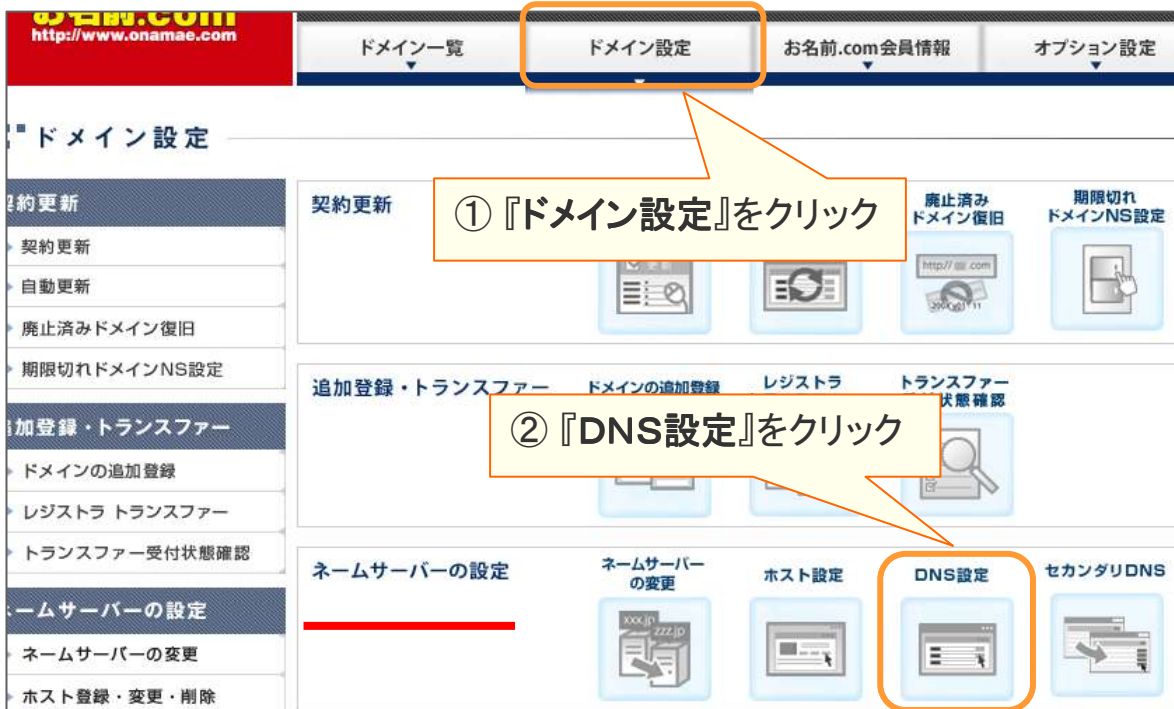 お名前.com
http://www.onamae.com
ドメイン一覧
ドメイン設定
お名前.com会員情報
オプション設定
ドメイン設定
契約更新
契約更新
自動更新
廃止済みドメイン復旧
期限切れドメインNS設定
追加登録・トランスファー
ドメインの追加登録
レジストラ トランスファー
トランスファー受付状態確認
ネームサーバーの設定
ネームサーバーの変更
ホスト登録・変更・削除
契約更新
①『ドメイン設定』をクリック
廃止済み
ドメイン復旧
期限切れ
ドメインNS設定
http:// .com
追加登録・トランスファー
ドメインの追加登録
レジストラ
トランスファー
状態確認
②『DNS設定』をクリック
ネームサーバーの設定
ネームサーバー
の変更
ホスト設定
DNS設定
セカンダリDNS
xxx.jp
zzz.jp